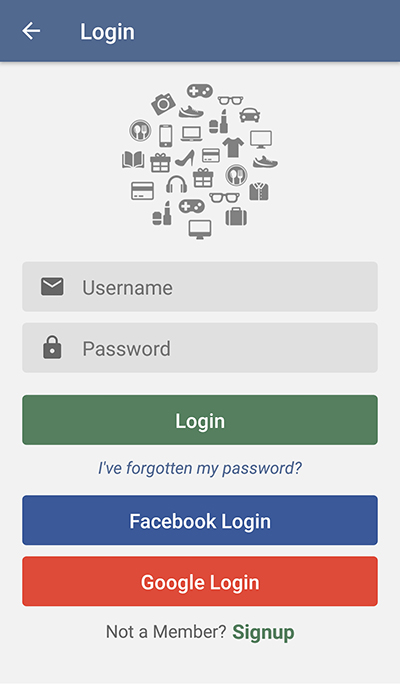 Login
Username
Password
Login
I've forgotten my password?
Facebook Login
Google Login
Not a Member? Signup